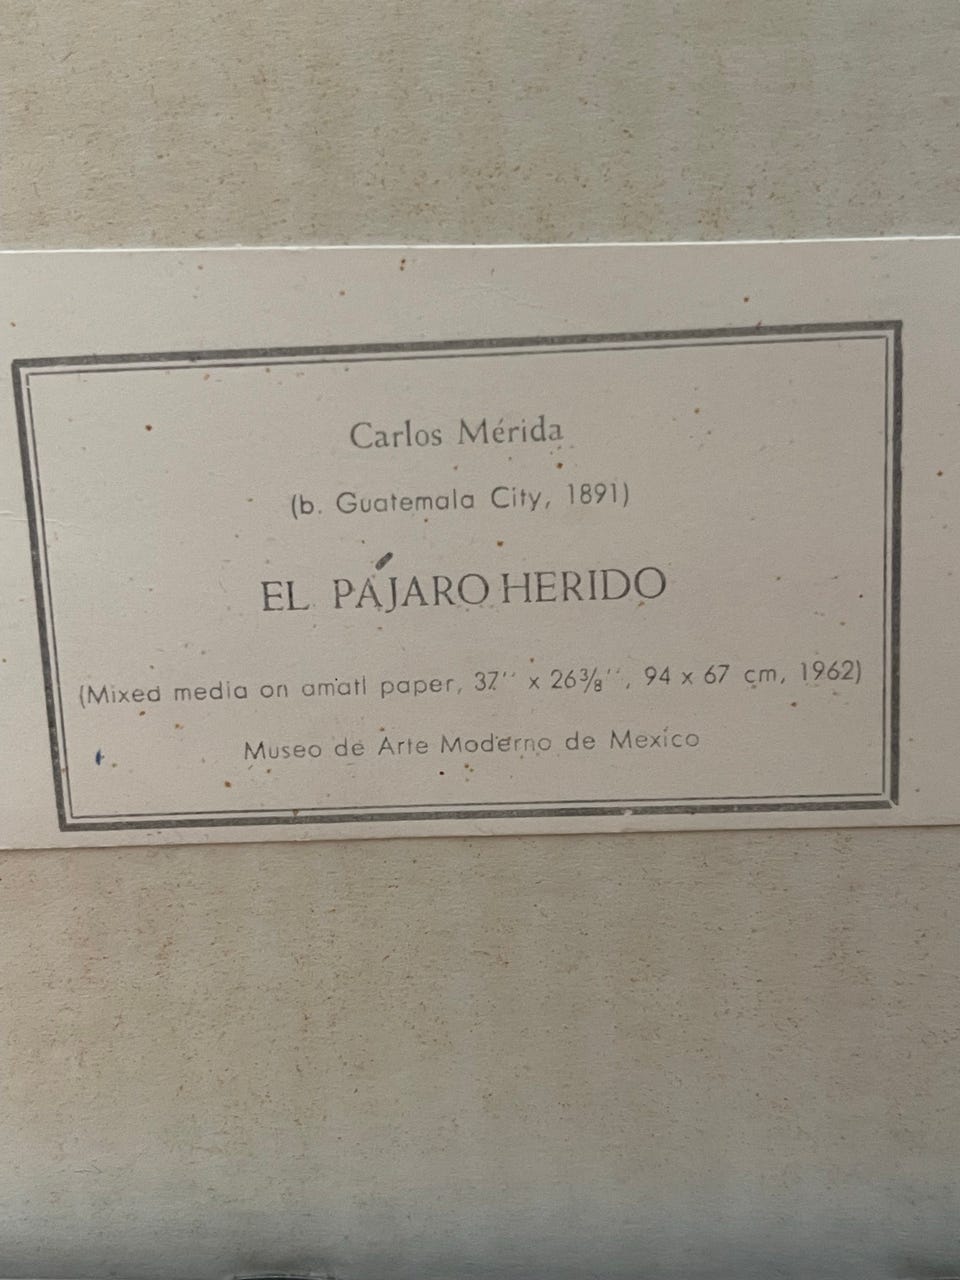 Carlos Mérida
(b. Guatemala City, 1891)
EL PÁJARO HERIDO
(Mixed media on amatl paper, 37'' x 26⅜'', 94 x 67 cm, 1962)
Museo de Arte Moderno de Mexico